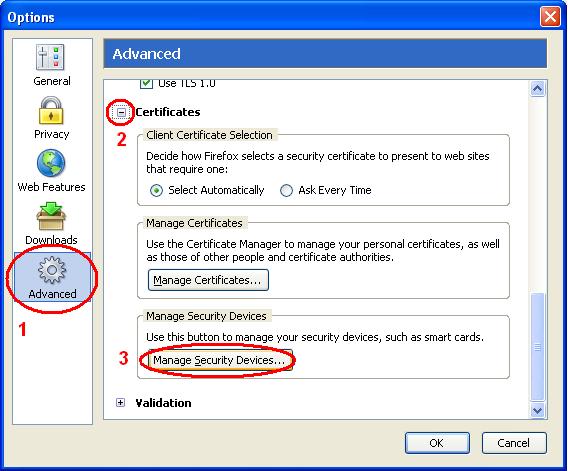 Options
General
Privacy
Web Features
Downloads
Advanced
1
Advanced
Use TLS 1.0
Certificates
2
Client Certificate Selection
Decide how Firefox selects a security certificate to present to web sites
that require one:
Select Automatically
Ask Every Time
Manage Certificates
Use the Certificate Manager to manage your personal certificates, as well
as those of other people and certificate authorities.
Manage Certificates...
Manage Security Devices
Use this button to manage your security devices, such as smart cards.
3
Manage Security Devices...
Validation
OK
Cancel